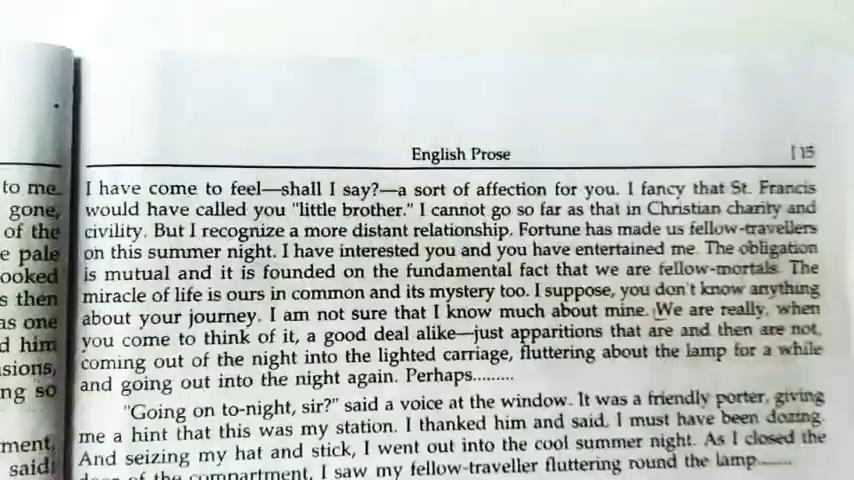 English Prose | 15
to me.
gone,
of the
e pale
ooked
s then
as one
d him
sions,
ng so
ment,
said:
I have come to feel—shall I say?—a sort of affection for you. I fancy that St. Francis
would have called you "little brother." I cannot go so far as that in Christian charity and
civility. But I recognize a more distant relationship. Fortune has made us fellow-travellers
on this summer night. I have interested you and you have entertained me. The obligation
is mutual and it is founded on the fundamental fact that we are fellow-mortals. The
miracle of life is ours in common and its mystery too. I suppose, you don't know anything
about your journey. I am not sure that I know much about mine. We are really, when
you come to think of it, a good deal alike—just apparitions that are and then are not,
coming out of the night into the lighted carriage, fluttering about the lamp for a while
and going out into the night again. Perhaps.........
"Going on to-night, sir?" said a voice at the window. It was a friendly porter, giving
me a hint that this was my station. I thanked him and said, I must have been dozing.
And seizing my hat and stick, I went out into the cool summer night. As I closed the
door of the compartment, I saw my fellow-traveller fluttering round the lamp.......